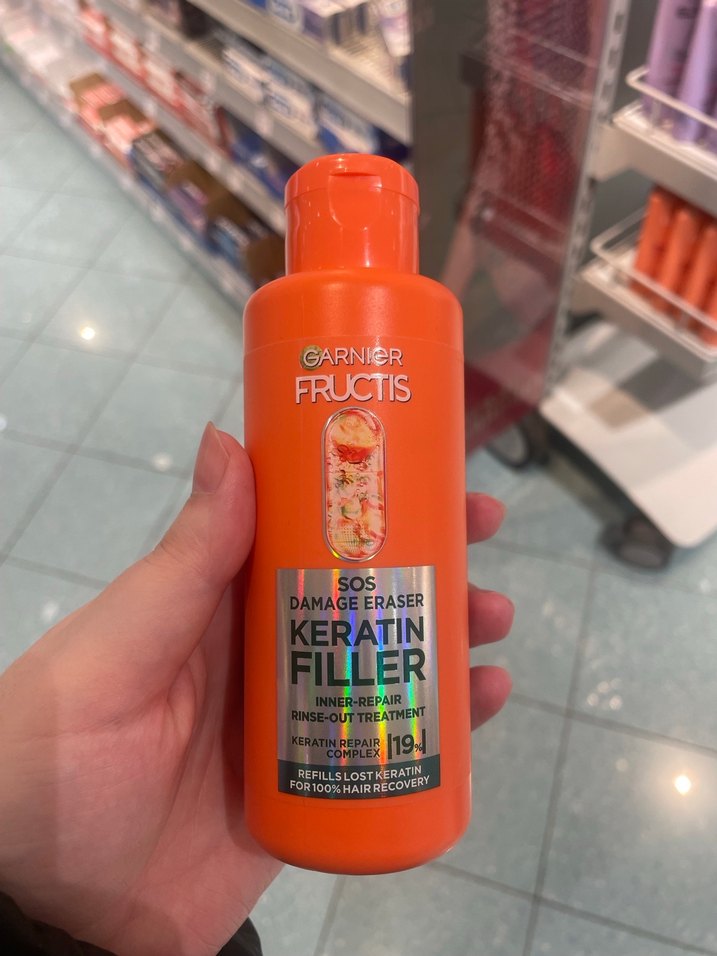 GARNIER
FRUCTIS
SOS
DAMAGE ERASER
KERATIN
FILLER
INNER-REPAIR
RINSE-OUT TREATMENT
KERATIN REPAIR
COMPLEX |19%|
REFILLS LOST KERATIN
FOR 100% HAIR RECOVERY